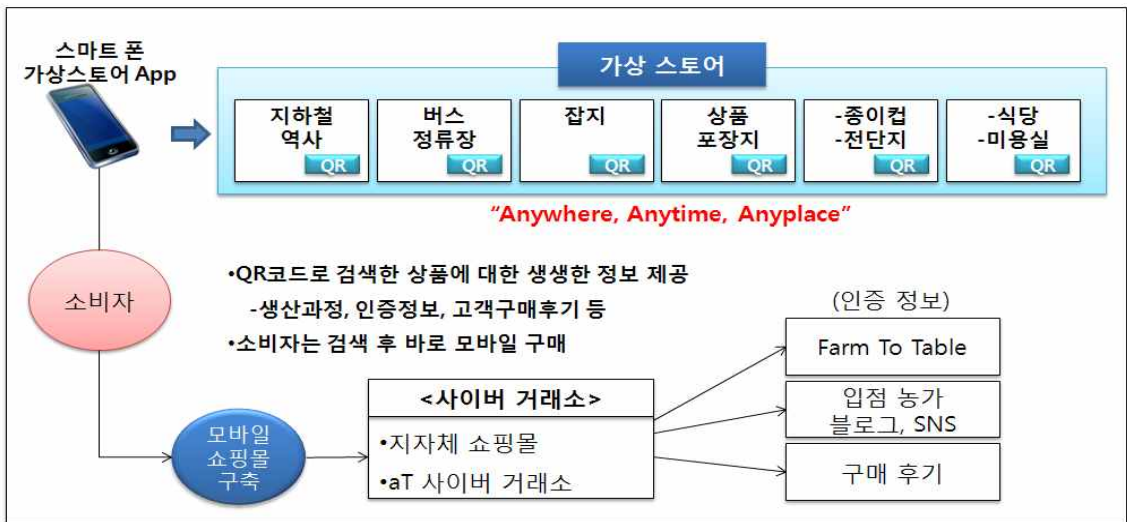 스마트 폰
가상스토어 App
가상 스토어
지하철
역사
QR
버스
정류장
QR
잡지
QR
상품
포장지
QR
-종이컵
-전단지
QR
-식당
-미용실
QR
“Anywhere, Anytime, Anyplace”
소비자
•QR코드로 검색한 상품에 대한 생생한 정보 제공
-생산과정, 인증정보, 고객구매후기 등
•소비자는 검색 후 바로 모바일 구매
모바일
쇼핑몰
구축
<사이버 거래소>
•지자체 쇼핑몰
•aT 사이버 거래소
(인증 정보)
Farm To Table
입점 농가
블로그, SNS
구매 후기